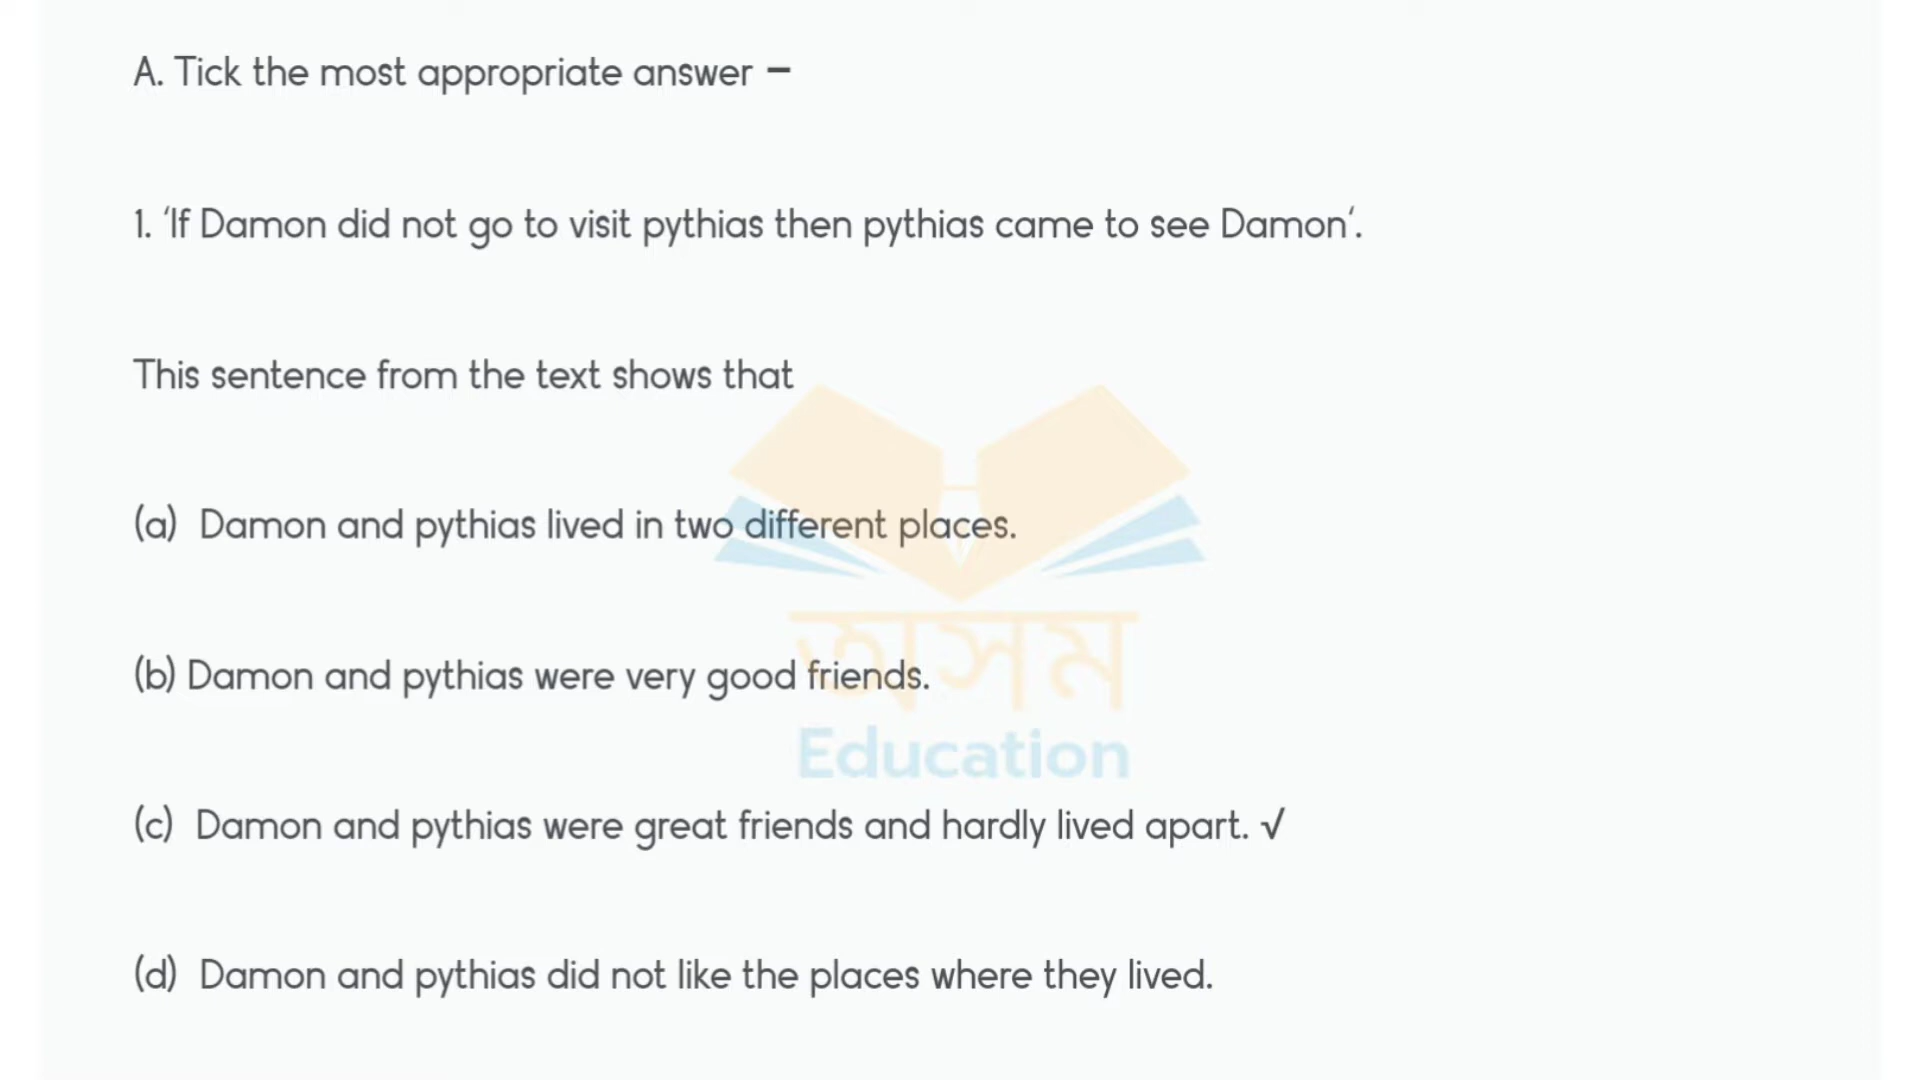 A. Tick the most appropriate answer –
1. ‘If Damon did not go to visit pythias then pythias came to see Damon‘.
This sentence from the text shows that
(a) Damon and pythias lived in two different places.
(b) Damon and pythias were very good friends.
অসম
Education
(c) Damon and pythias were great friends and hardly lived apart. √
(d) Damon and pythias did not like the places where they lived.